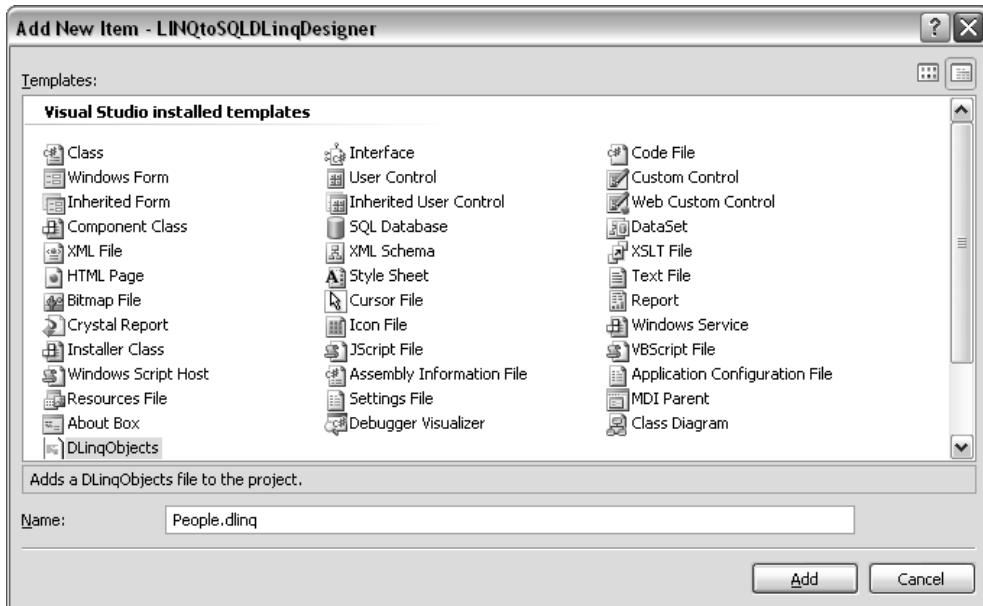 Add New Item - LINQtoSQLDLinqDesigner
Templates:
Visual Studio installed templates
Class Interface Code File
Windows Form User Control Custom Control
Inherited Form Inherited User Control Web Custom Control
Component Class SQL Database DataSet
XML File XML Schema XSLT File
HTML Page Style Sheet Text File
Bitmap File Cursor File Report
Crystal Report Icon File Windows Service
Installer Class JScript File VBScript File
Windows Script Host Assembly Information File Application Configuration File
Resources File Settings File MDI Parent
About Box Debugger Visualizer Class Diagram
DLinqObjects
Adds a DLinqObjects file to the project.
Name: People.dlinq
Add Cancel